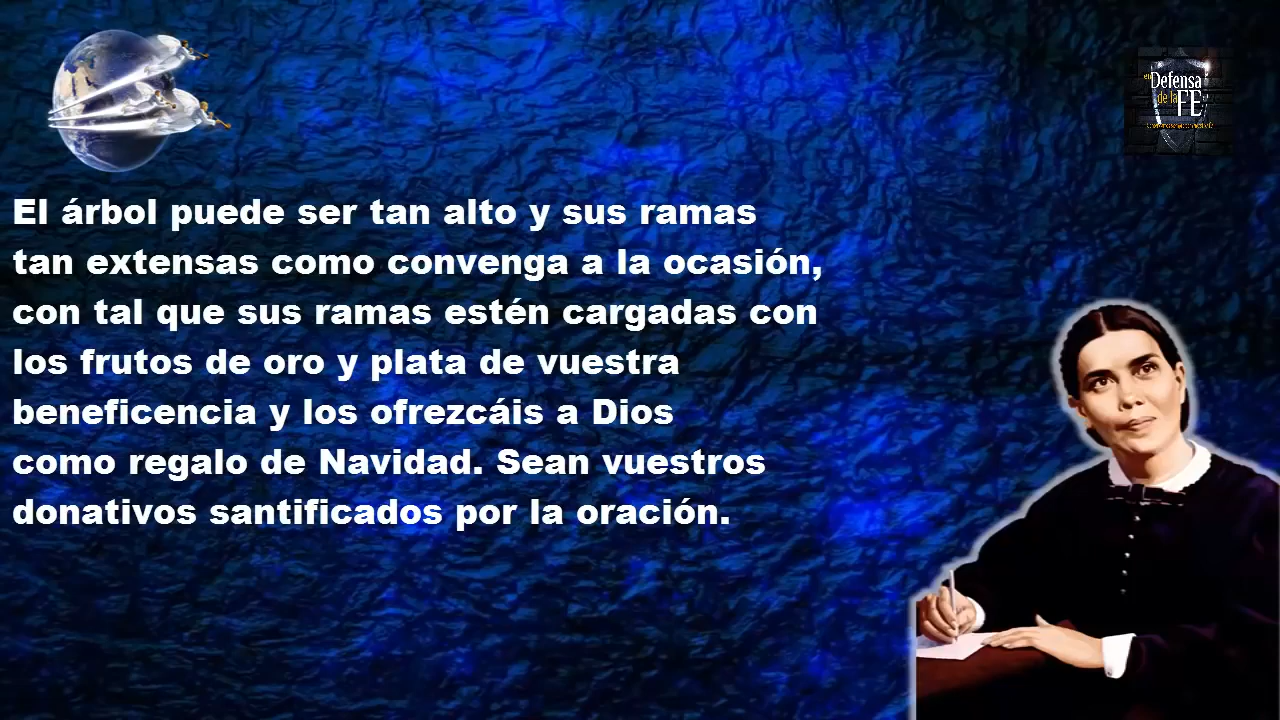 en
Defensa
de la FE
El árbol puede ser tan alto y sus ramas
tan extensas como convenga a la ocasión,
con tal que sus ramas estén cargadas con
los frutos de oro y plata de vuestra
beneficencia y los ofrezcáis a Dios
como regalo de Navidad. Sean vuestros
donativos santificados por la oración.